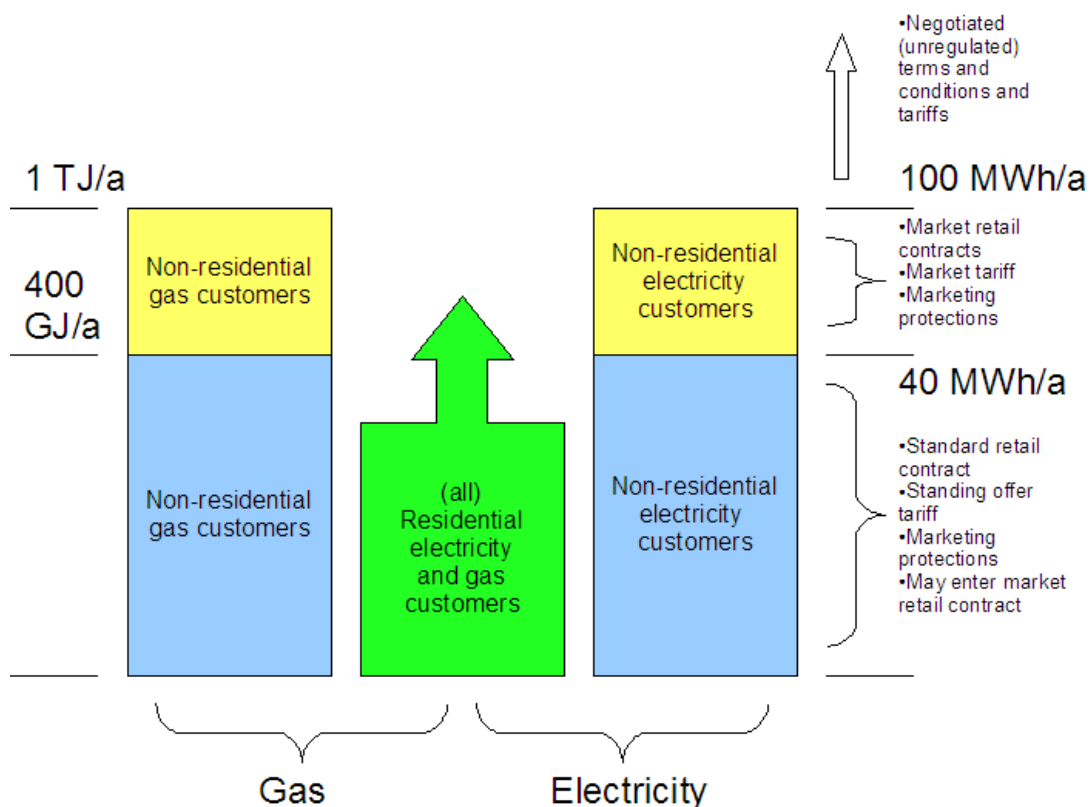 •Negotiated
(unregulated)
terms and
conditions and
tariffs
1 TJ/a
100 MWh/a
Non-residential
gas customers
Non-residential
electricity
customers
•Market retail
contracts
•Market tariff
•Marketing
protections
400
GJ/a
40 MWh/a
Non-residential
gas customers
(all)
Residential
electricity
and gas
customers
Non-residential
electricity
customers
•Standard retail
contract
•Standing offer
tariff
•Marketing
protections
•May enter market
retail contract
Gas
Electricity